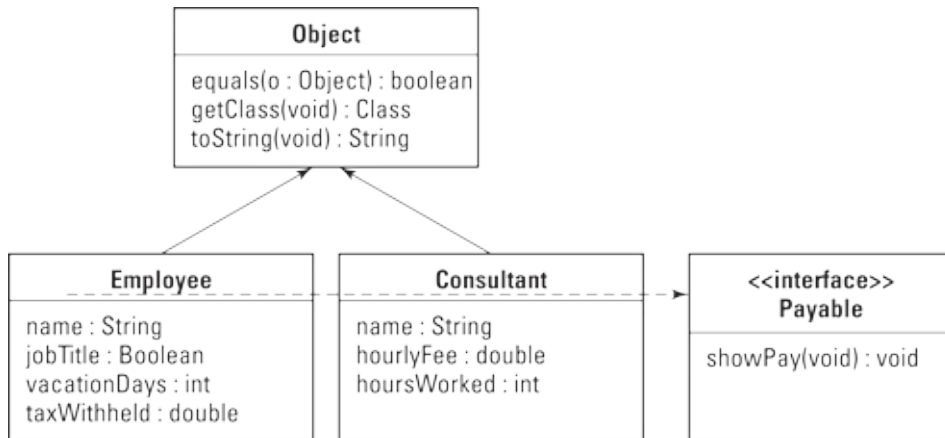 Object
equals(o : Object) : boolean
getClass(void) : Class
toString(void) : String
Employee
name : String
jobTitle : Boolean
vacationDays : int
taxWithheld : double
Consultant
name : String
hourlyFee : double
hoursWorked : int
<<interface>>
Payable
showPay(void) : void